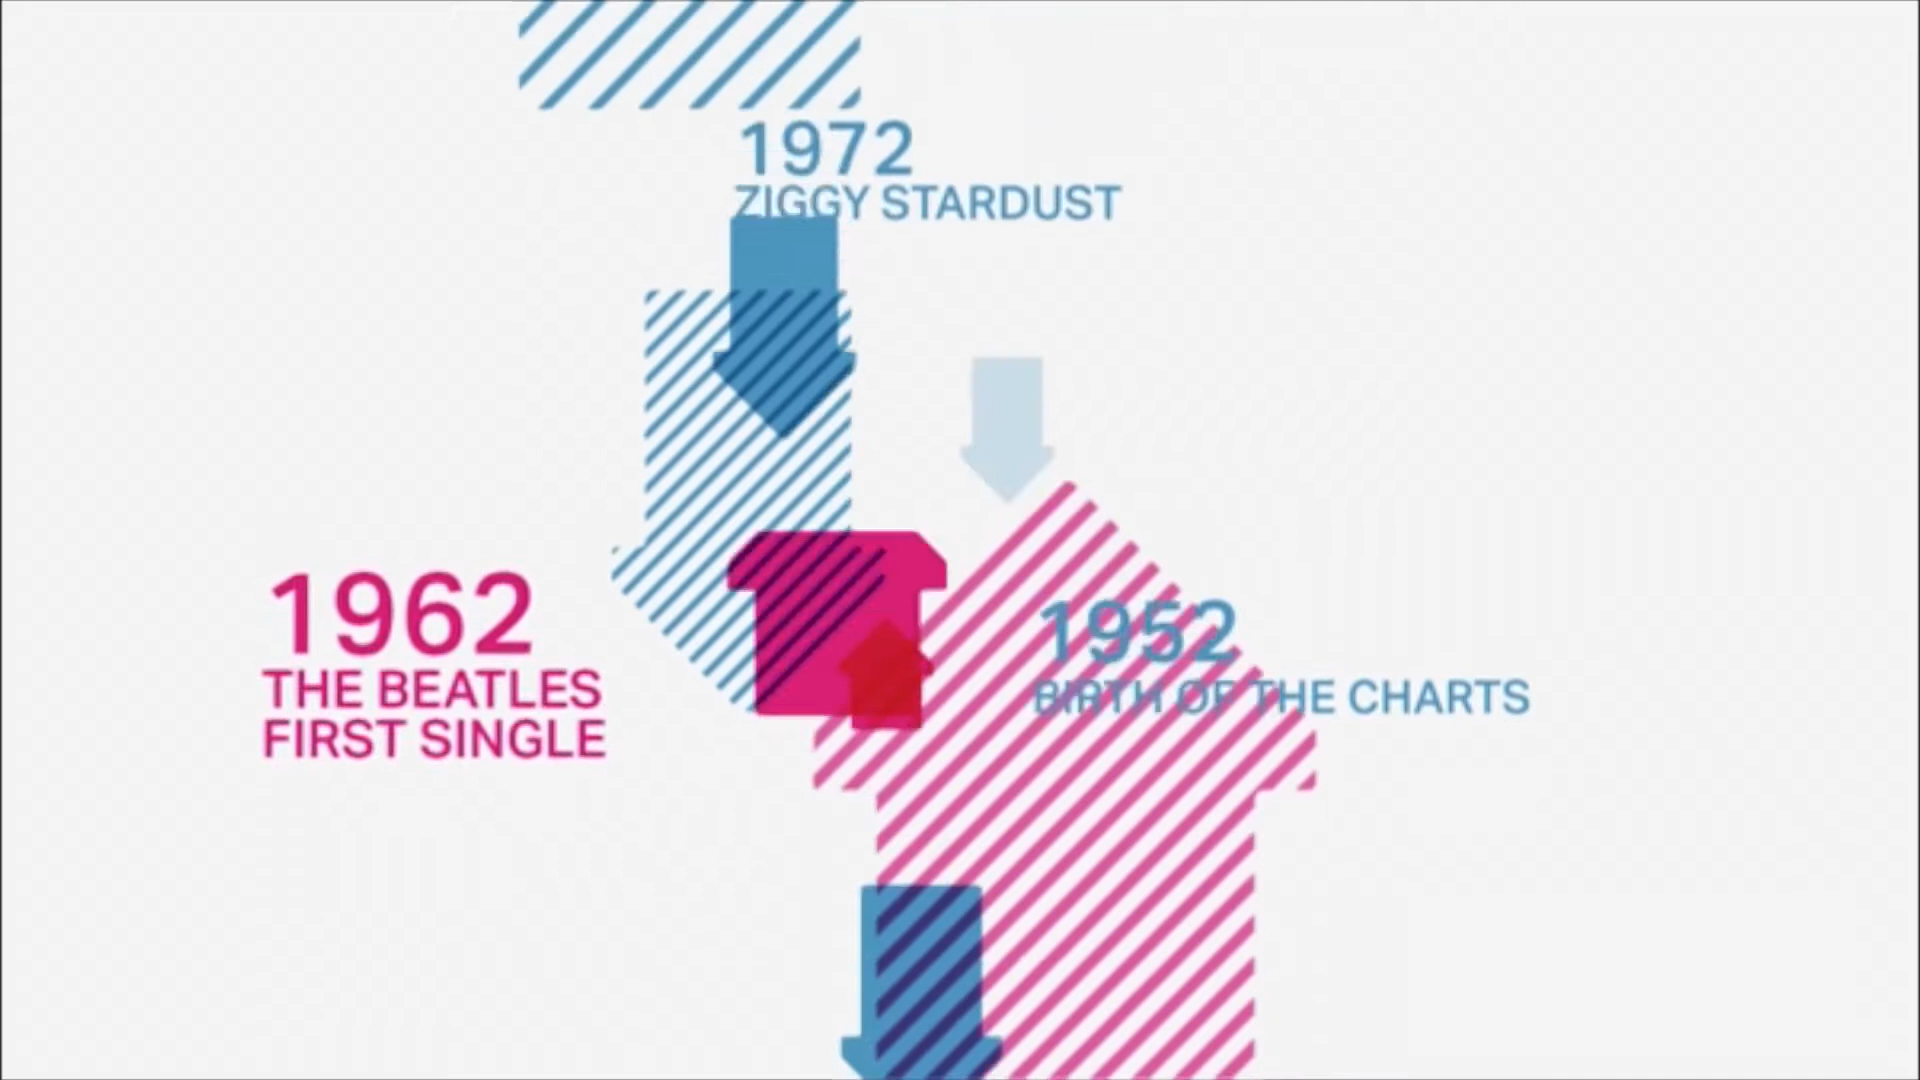 1972
ZIGGY STARDUST
1962
THE BEATLES
FIRST SINGLE
1952
BIRTH OF THE CHARTS